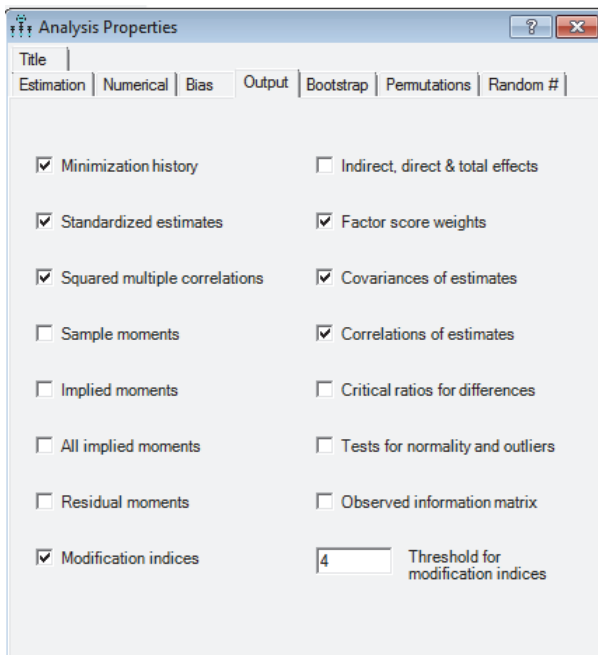 Analysis Properties
Title
Estimation Numerical Bias Output Bootstrap Permutations Random #
Minimization history
Indirect, direct & total effects
Standardized estimates
Factor score weights
Squared multiple correlations
Covariances of estimates
Sample moments
Correlations of estimates
Implied moments
Critical ratios for differences
All implied moments
Tests for normality and outliers
Residual moments
Observed information matrix
Modification indices
4
Threshold for
modification indices